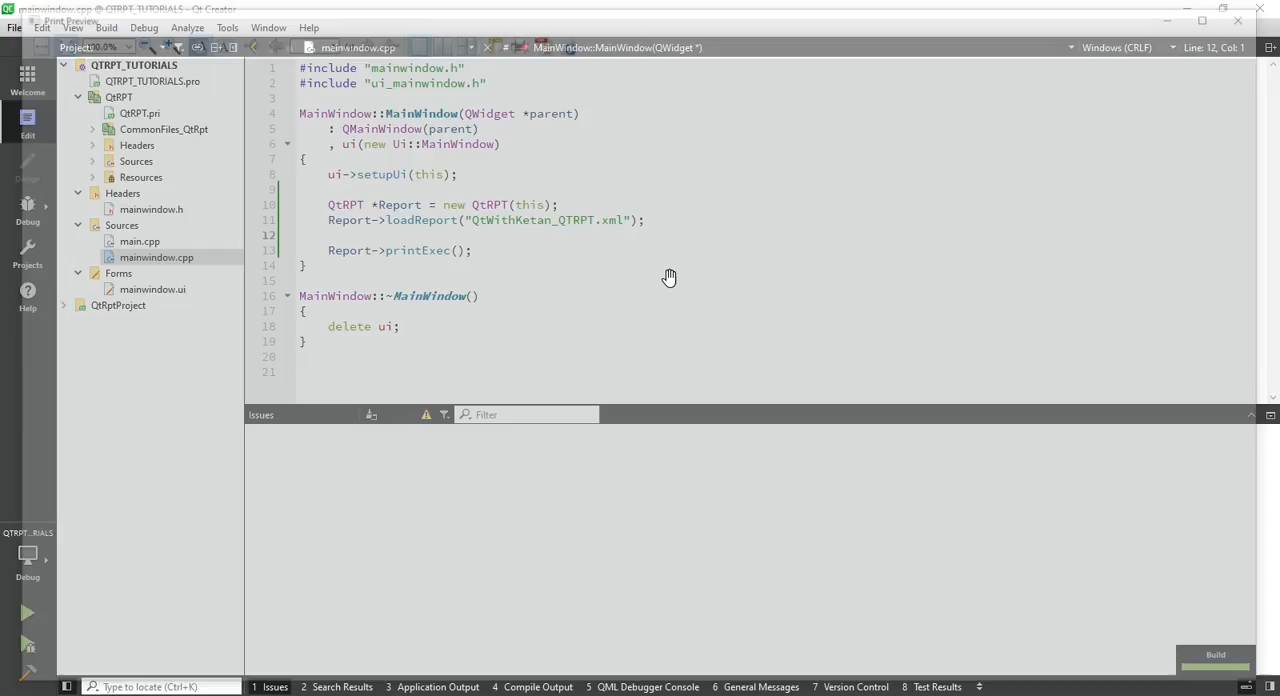 mainwindow.cpp @ QTRPT_TUTORIALS - Qt Creator
Print Preview
File Edit View Build Debug Analyze Tools Window Help
Projects
100.0%
mainwindow.cpp
# MainWindow::MainWindow(QWidget *)
Windows (CRLF)
Line: 12, Col: 1
Welcome
Edit
Design
Debug
Projects
Help
QTRPT_TUTORIALS
QTRPT_TUTORIALS.pro
QtRPT
QtRPT.pri
CommonFiles_QtRpt
Headers
Sources
Resources
Headers
mainwindow.h
Sources
main.cpp
mainwindow.cpp
Forms
mainwindow.ui
QtRptProject
1 #include "mainwindow.h"
2 #include "ui_mainwindow.h"
3
4 MainWindow::MainWindow(QWidget *parent)
5 : QMainWindow(parent)
6 , ui(new Ui::MainWindow)
7 {
8 ui->setupUi(this);
9
10 QtRPT *Report = new QtRPT(this);
11 Report->loadReport("QtWithKetan_QTRPT.xml");
12
13 Report->printExec();
14 }
15
16 MainWindow::~MainWindow()
17 {
18 delete ui;
19 }
20
21
Issues
Filter
QTRPT...RIALS
Debug
Build
Type to locate (Ctrl+K)
1 Issues 2 Search Results 3 Application Output 4 Compile Output 5 QML Debugger Console 6 General Messages 7 Version Control 8 Test Results